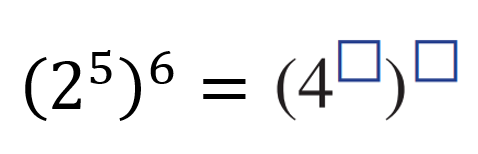 (2⁵)⁶ = (4^□)^□